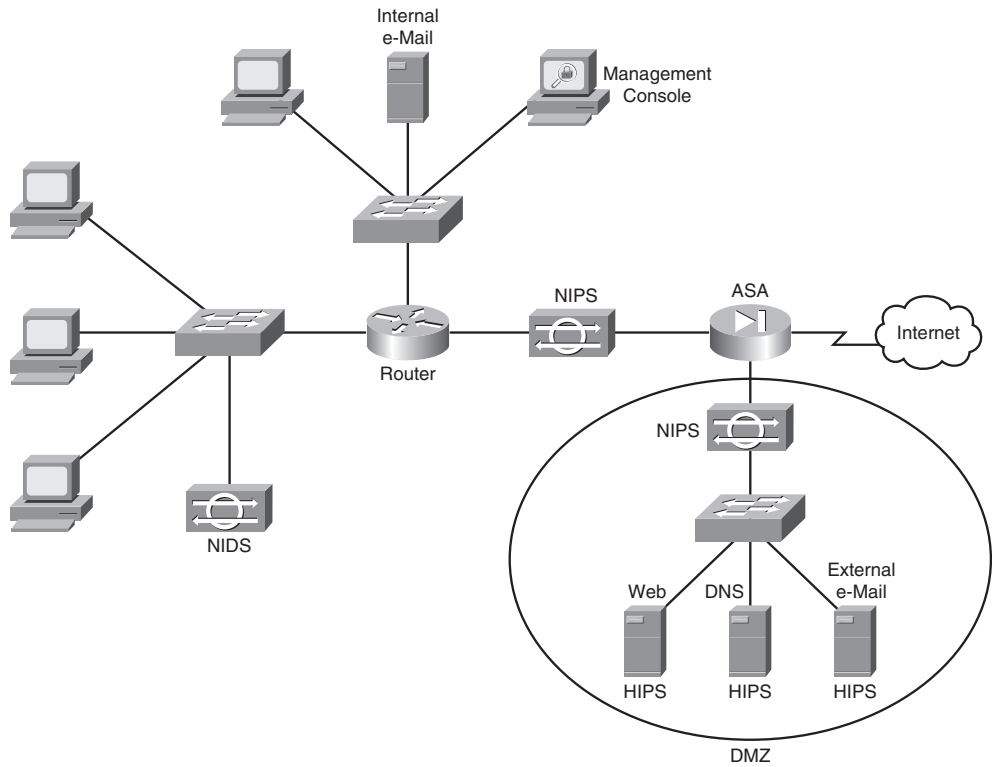 Internal
e-Mail
Management
Console
NIPS
ASA
Internet
Router
NIPS
NIDS
Web
DNS
External
e-Mail
HIPS
HIPS
HIPS
DMZ